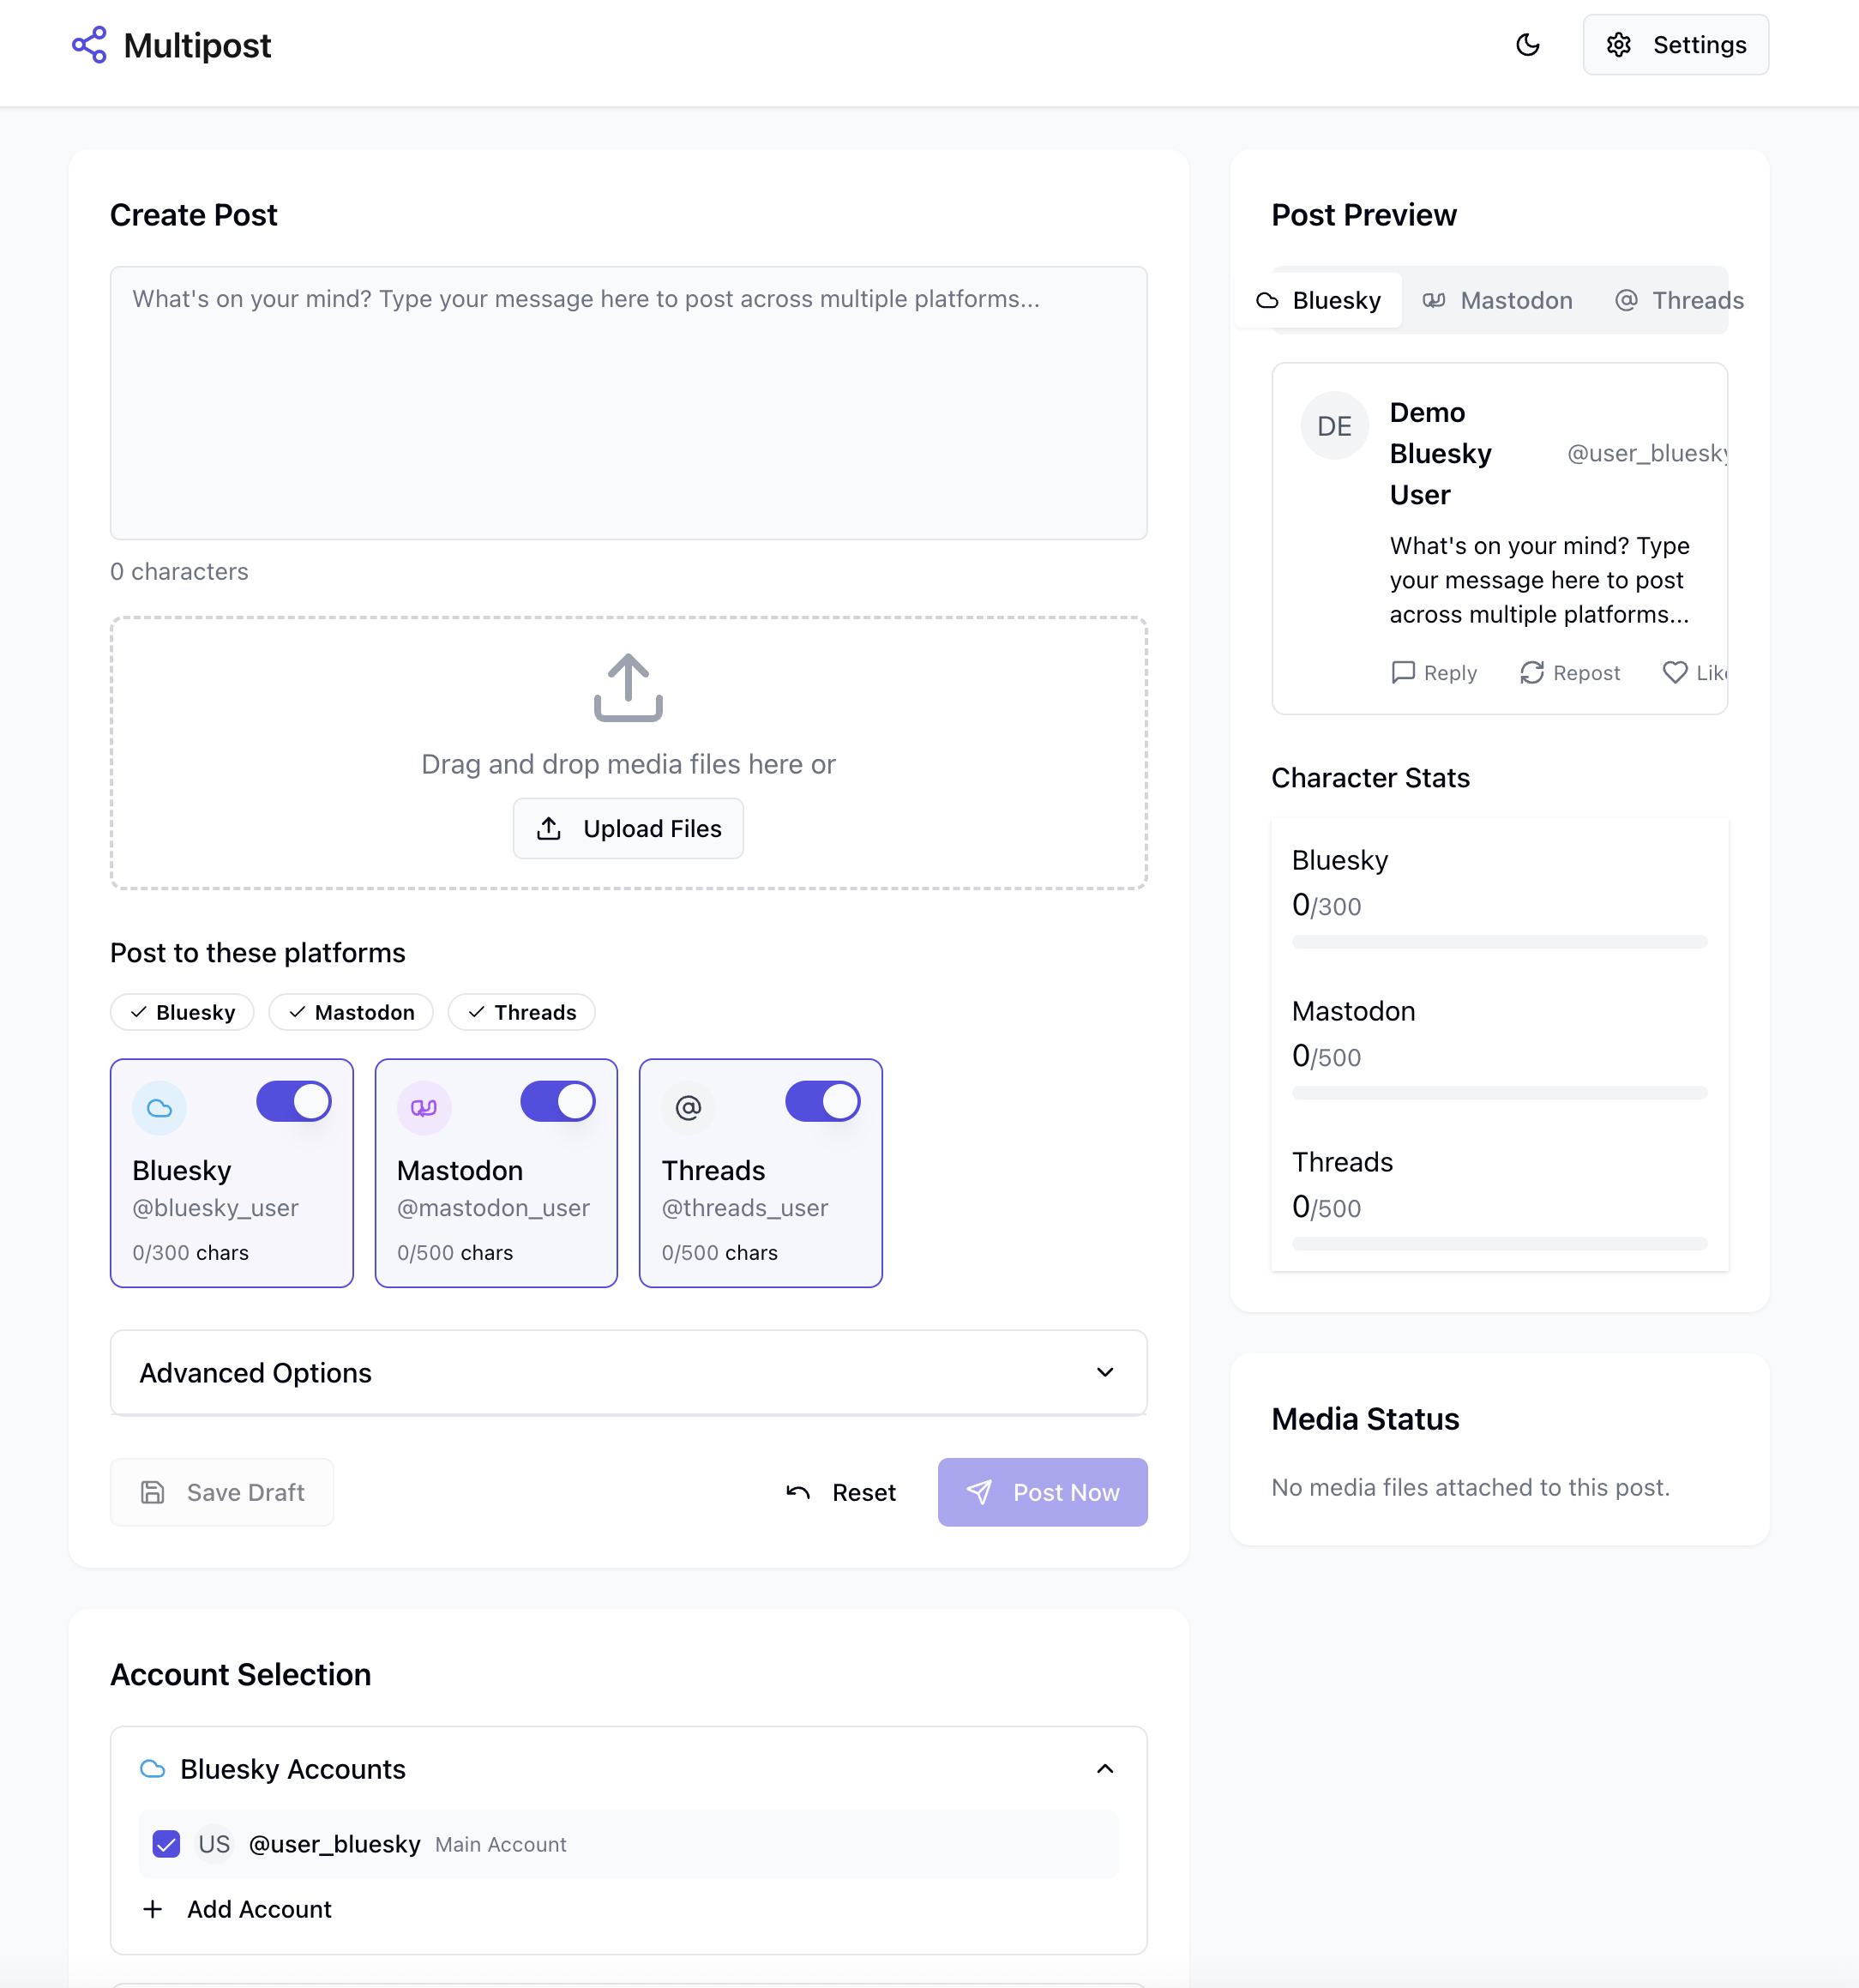 Multipost
Settings
Create Post
What's on your mind? Type your message here to post across multiple platforms...
0 characters
Drag and drop media files here or
Upload Files
Post to these platforms
Bluesky
Mastodon
Threads
Bluesky
@bluesky_user
0/300 chars
Mastodon
@mastodon_user
0/500 chars
Threads
@threads_user
0/500 chars
Advanced Options
Save Draft
Reset
Post Now
Account Selection
Bluesky Accounts
US @user_bluesky Main Account
Add Account
Post Preview
Bluesky
Mastodon
Threads
DE
Demo
Bluesky
User
@user_bluesky
What's on your mind? Type
your message here to post
across multiple platforms...
Reply
Repost
Like
Character Stats
Bluesky
0/300
Mastodon
0/500
Threads
0/500
Media Status
No media files attached to this post.